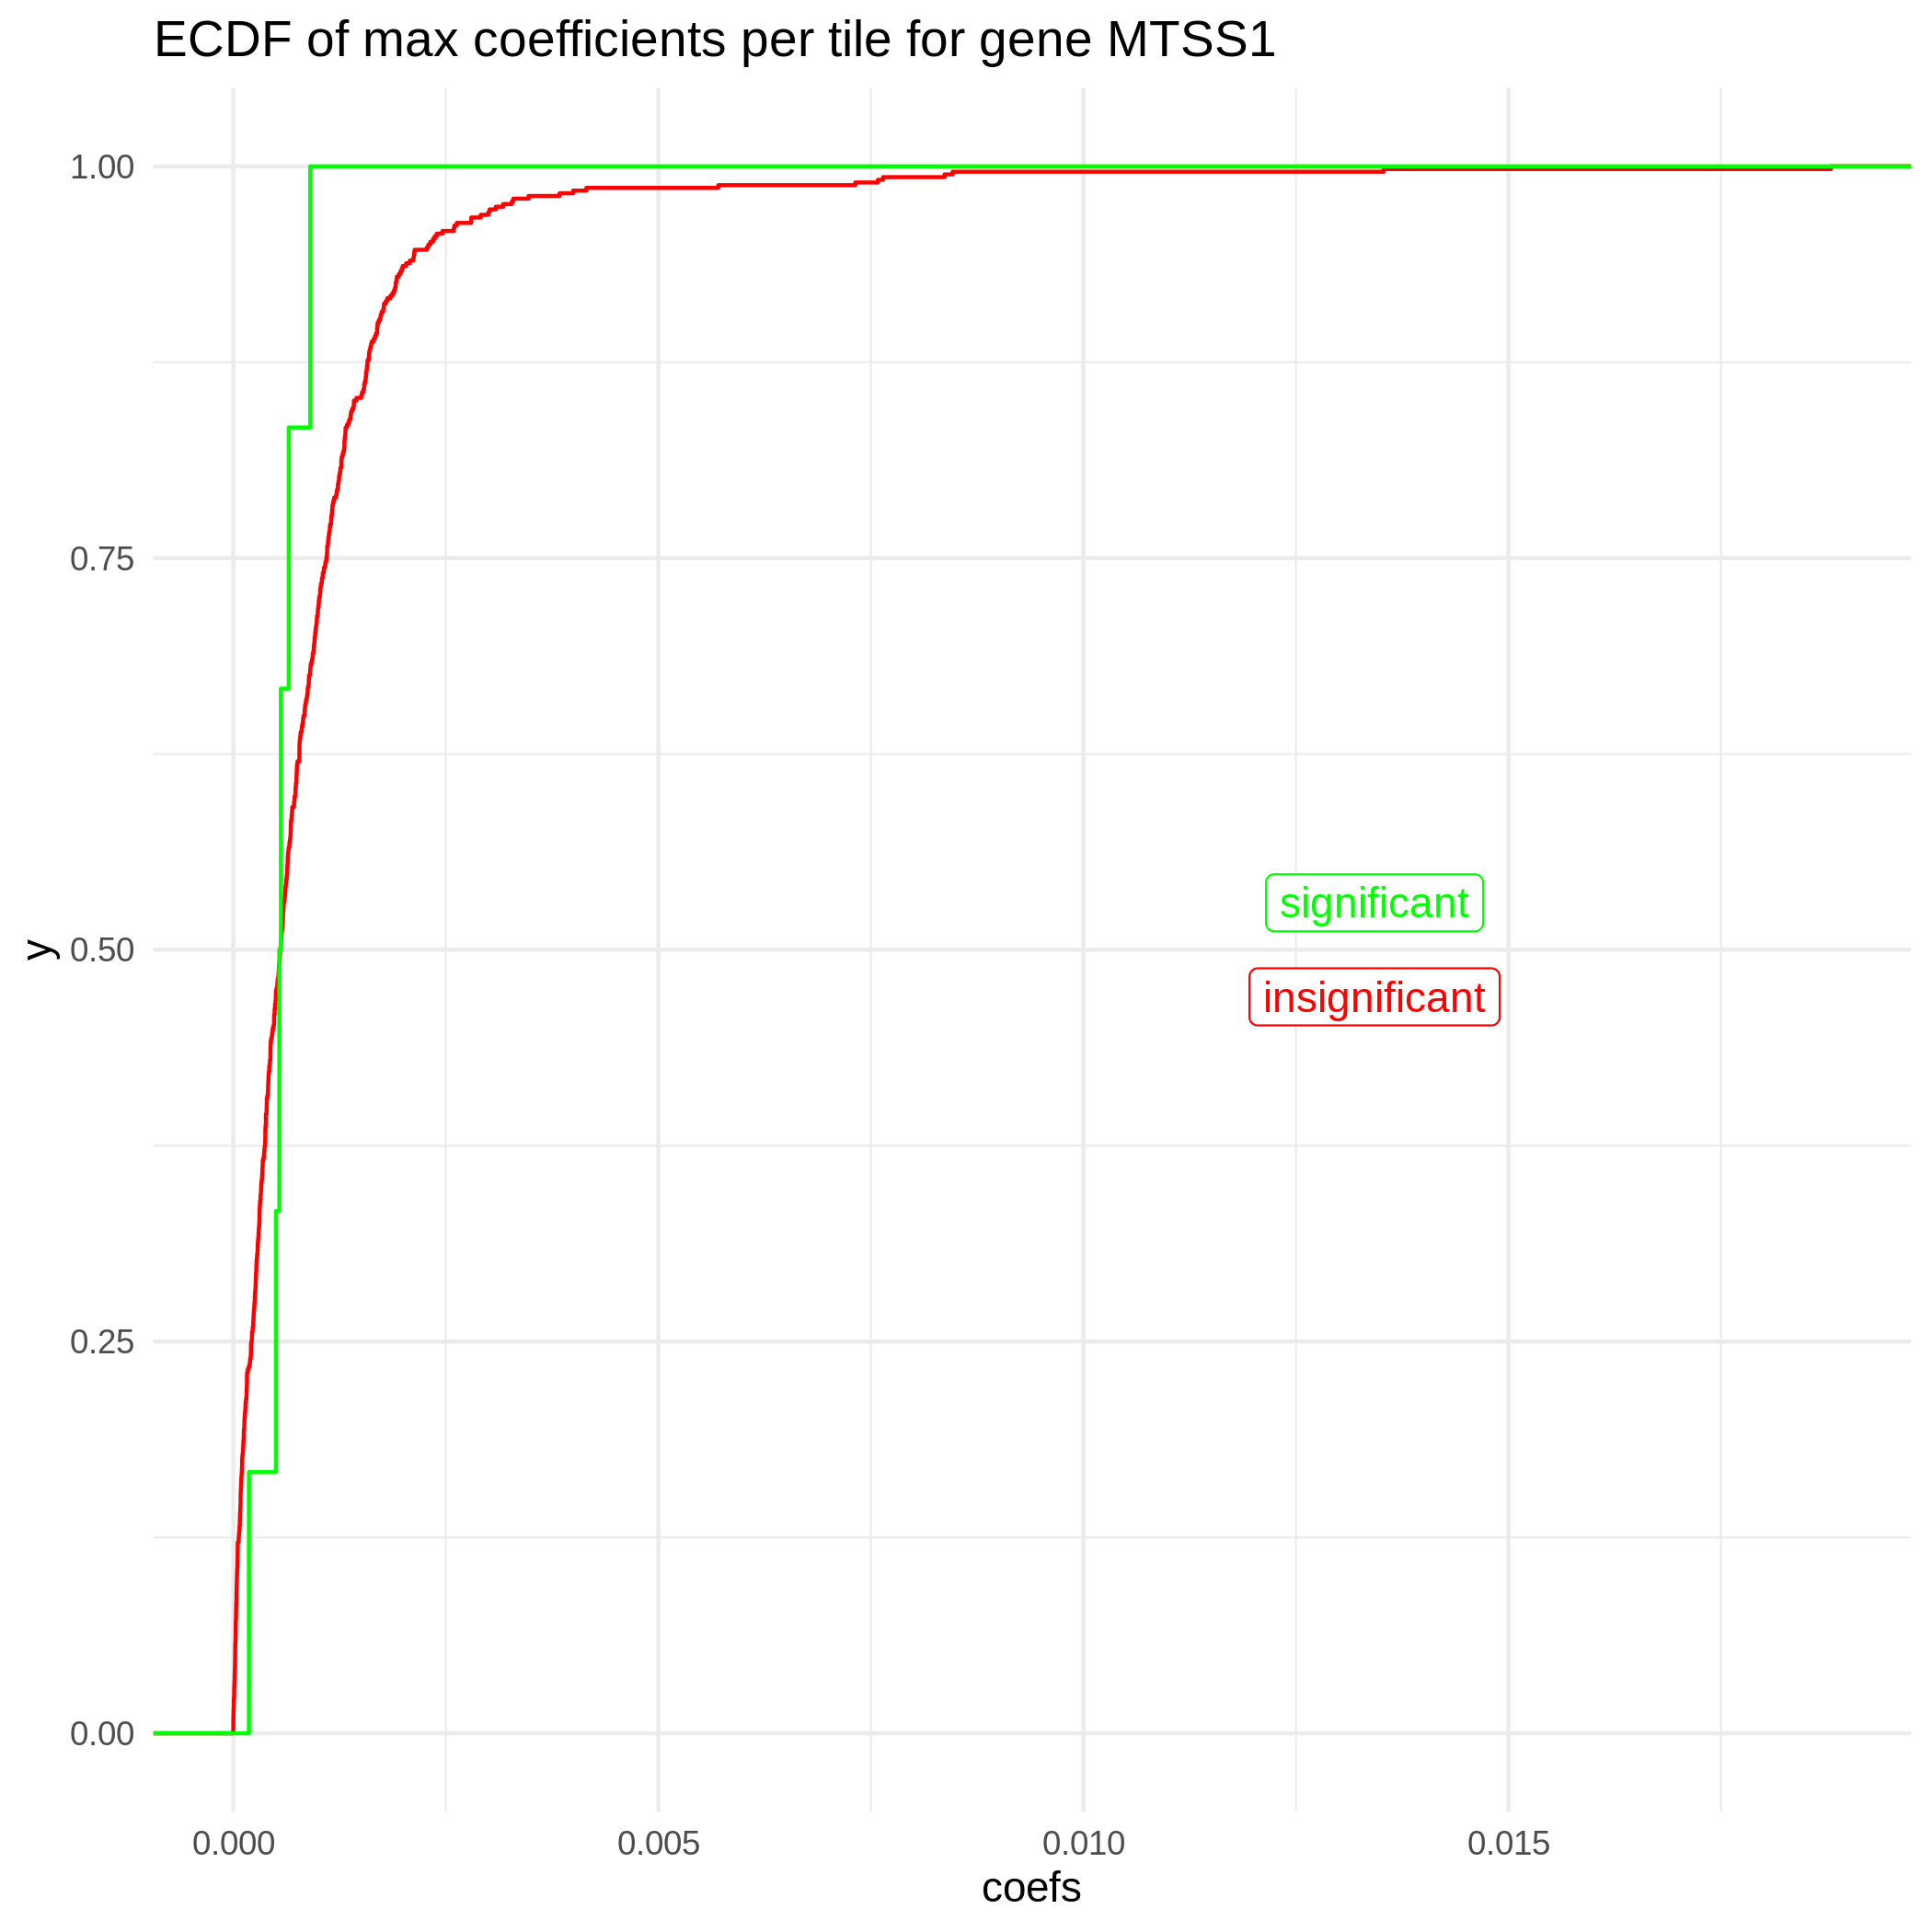 ECDF of max coefficients per tile for gene MTSS1
1.00
0.75
0.50
0.25
0.00
y
significant
insignificant
0.000
0.005
0.010
0.015
coefs